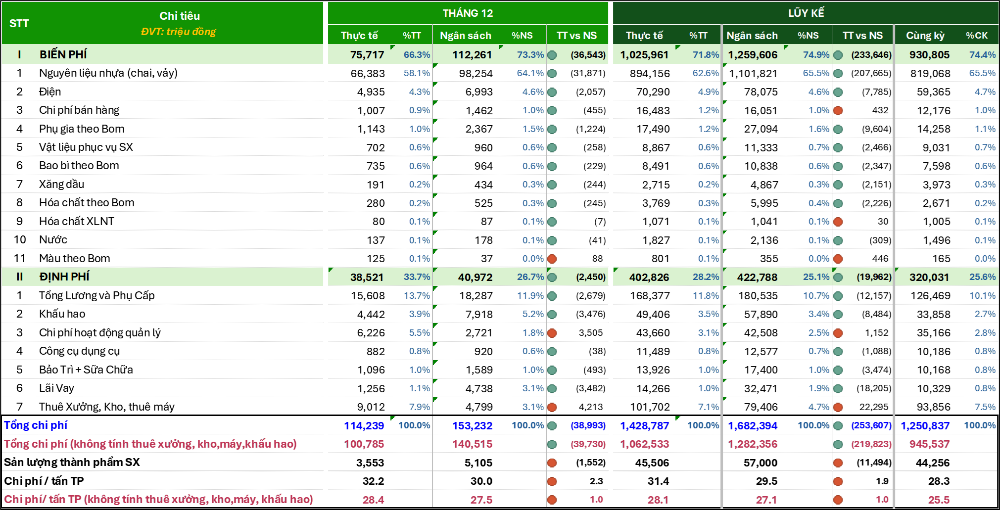 STT Chỉ tiêu THÁNG 12 LŨY KẾ
ĐVT: triệu đồng Thực tế %TT Ngân sách %NS TT vs NS Thực tế %TT Ngân sách %NS TT vs NS Cùng kỳ %CK
I BIẾN PHÍ 75,717 66.3% 112,261 73.3% (36,543) 1,025,961 71.8% 1,259,606 74.9% (233,646) 930,805 74.4%
1 Nguyên liệu nhựa (chai, vảy) 66,383 58.1% 98,254 64.1% (31,871) 894,156 62.6% 1,101,821 65.5% (207,665) 819,068 65.5%
2 Điện 4,935 4.3% 6,993 4.6% (2,057) 70,290 4.9% 78,075 4.6% (7,785) 59,365 4.7%
3 Chi phí bán hàng 1,007 0.9% 1,462 1.0% (455) 16,483 1.2% 16,051 1.0% 432 12,176 1.0%
4 Phụ gia theo Bom 1,143 1.0% 2,367 1.5% (1,224) 17,490 1.2% 27,094 1.6% (9,604) 14,258 1.1%
5 Vật liệu phục vụ SX 702 0.6% 960 0.6% (258) 8,867 0.6% 11,333 0.7% (2,466) 9,031 0.7%
6 Bao bì theo Bom 735 0.6% 964 0.6% (229) 8,491 0.6% 10,838 0.6% (2,347) 7,598 0.6%
7 Xăng dầu 191 0.2% 434 0.3% (244) 2,715 0.2% 4,867 0.3% (2,151) 3,973 0.3%
8 Hóa chất theo Bom 280 0.2% 525 0.3% (245) 3,769 0.3% 5,995 0.4% (2,226) 2,671 0.2%
9 Hóa chất XLNT 80 0.1% 87 0.1% (7) 1,071 0.1% 1,041 0.1% 30 1,005 0.1%
10 Nước 137 0.1% 178 0.1% (41) 1,827 0.1% 2,136 0.1% (309) 1,496 0.1%
11 Màu theo Bom 125 0.1% 37 0.0% 88 801 0.1% 355 0.0% 446 165 0.0%
II ĐỊNH PHÍ 38,521 33.7% 40,972 26.7% (2,450) 402,826 28.2% 422,788 25.1% (19,962) 320,031 25.6%
1 Tổng Lương và Phụ Cấp 15,608 13.7% 18,287 11.9% (2,679) 168,377 11.8% 180,535 10.7% (12,157) 126,469 10.1%
2 Khấu hao 4,442 3.9% 7,918 5.2% (3,476) 49,406 3.5% 57,890 3.4% (8,484) 33,858 2.7%
3 Chi phí hoạt động quản lý 6,226 5.5% 2,721 1.8% 3,505 43,660 3.1% 42,508 2.5% 1,152 35,166 2.8%
4 Công cụ dụng cụ 882 0.8% 920 0.6% (38) 11,489 0.8% 12,577 0.7% (1,088) 10,186 0.8%
5 Bảo Trì + Sữa Chữa 1,096 1.0% 1,589 1.0% (493) 13,926 1.0% 17,400 1.0% (3,474) 10,168 0.8%
6 Lãi Vay 1,256 1.1% 4,738 3.1% (3,482) 14,266 1.0% 32,471 1.9% (18,205) 10,329 0.8%
7 Thuê Xưởng, Kho, thuê máy 9,012 7.9% 4,799 3.1% 4,213 101,702 7.1% 79,406 4.7% 22,295 93,856 7.5%
Tổng chi phí 114,239 100.0% 153,232 100.0% (38,993) 1,428,787 100.0% 1,682,394 100.0% (253,607) 1,250,837 100.0%
Tổng chi phí (không tính thuê xưởng, kho,máy,khấu hao) 100,785 140,515 (39,730) 1,062,533 1,282,356 (219,823) 945,537
Sản lượng thành phẩm SX 3,553 5,105 (1,552) 45,506 57,000 (11,494) 44,256
Chi phí / tấn TP 32.2 30.0 2.3 31.4 29.5 1.9 28.3
Chi phí/ tấn TP (không tính thuê xưởng, kho,máy, khấu hao) 28.4 27.5 1.0 28.1 27.1 1.0 25.5